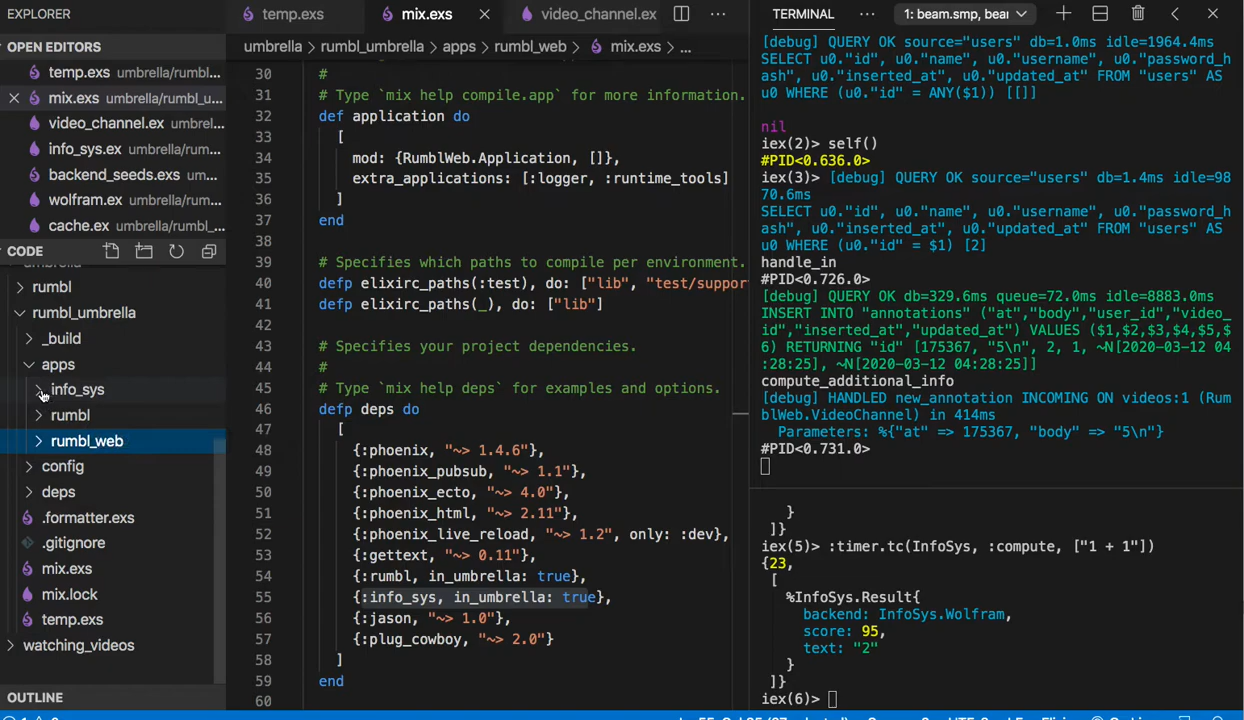 EXPLORER
OPEN EDITORS
temp.exs umbrella/rumbl...
mix.exs umbrella/rumbl_u...
video_channel.ex umbrel...
info_sys.ex umbrella/ru...
backend_seeds.exs um...
wolfram.ex umbrella/ru...
cache.ex umbrella/rumbl_...
CODE
rumbl
rumbl_umbrella
_build
apps
info_sys
rumbl
rumbl_web
config
deps
.formatter.exs
.gitignore
mix.exs
mix.lock
temp.exs
watching_videos
OUTLINE
temp.exs mix.exs video_channel.ex
umbrella > rumbl_umbrella > apps > rumbl_web > mix.exs > ...
30 #
31 # Type `mix help compile.app` for more information.
32 def application do
33 [
34 mod: {RumblWeb.Application, []},
35 extra_applications: [:logger, :runtime_tools]
36 ]
37 end
38
39 # Specifies which paths to compile per environment.
40 defp elixirc_paths(:test), do: ["lib", "test/suppor
41 defp elixirc_paths(_), do: ["lib"]
42
43 # Specifies your project dependencies.
44 #
45 # Type `mix help deps` for examples and options.
46 defp deps do
47 [
48 {:phoenix, "~> 1.4.6"},
49 {:phoenix_pubsub, "~> 1.1"},
50 {:phoenix_ecto, "~> 4.0"},
51 {:phoenix_html, "~> 2.11"},
52 {:phoenix_live_reload, "~> 1.2", only: :dev},
53 {:gettext, "~> 0.11"},
54 {:rumbl, in_umbrella: true},
55 {:info_sys, in_umbrella: true},
56 {:jason, "~> 1.0"},
57 {:plug_cowboy, "~> 2.0"}
58 ]
59 end
60
TERMINAL ... 1: beam.smp, bear
[debug] QUERY OK source="users" db=1.0ms idle=1964.4ms
SELECT u0."id", u0."name", u0."username", u0."password_h
ash", u0."inserted_at", u0."updated_at" FROM "users" AS
u0 WHERE (u0."id" = ANY($1)) [[]]
nil
iex(2)> self()
#PID<0.636.0>
iex(3)> [debug] QUERY OK source="users" db=1.4ms idle=98
70.6ms
SELECT u0."id", u0."name", u0."username", u0."password_h
ash", u0."inserted_at", u0."updated_at" FROM "users" AS
u0 WHERE (u0."id" = $1) [2]
handle_in
#PID<0.726.0>
[debug] QUERY OK db=329.6ms queue=72.0ms idle=8883.0ms
INSERT INTO "annotations" ("at","body","user_id","video_
id","inserted_at","updated_at") VALUES ($1,$2,$3,$4,$5,$
6) RETURNING "id" [175367, "5\n", 2, 1, ~N[2020-03-12 04
:28:25], ~N[2020-03-12 04:28:25]]
compute_additional_info
[debug] HANDLED new_annotation INCOMING ON videos:1 (Rum
blWeb.VideoChannel) in 414ms
Parameters: %{"at" => 175367, "body" => "5\n"}
#PID<0.731.0>
}
]}
iex(5)> :timer.tc(InfoSys, :compute, ["1 + 1"])
{23,
[
%InfoSys.Result{
backend: InfoSys.Wolfram,
score: 95,
text: "2"
}
]}
iex(6)>